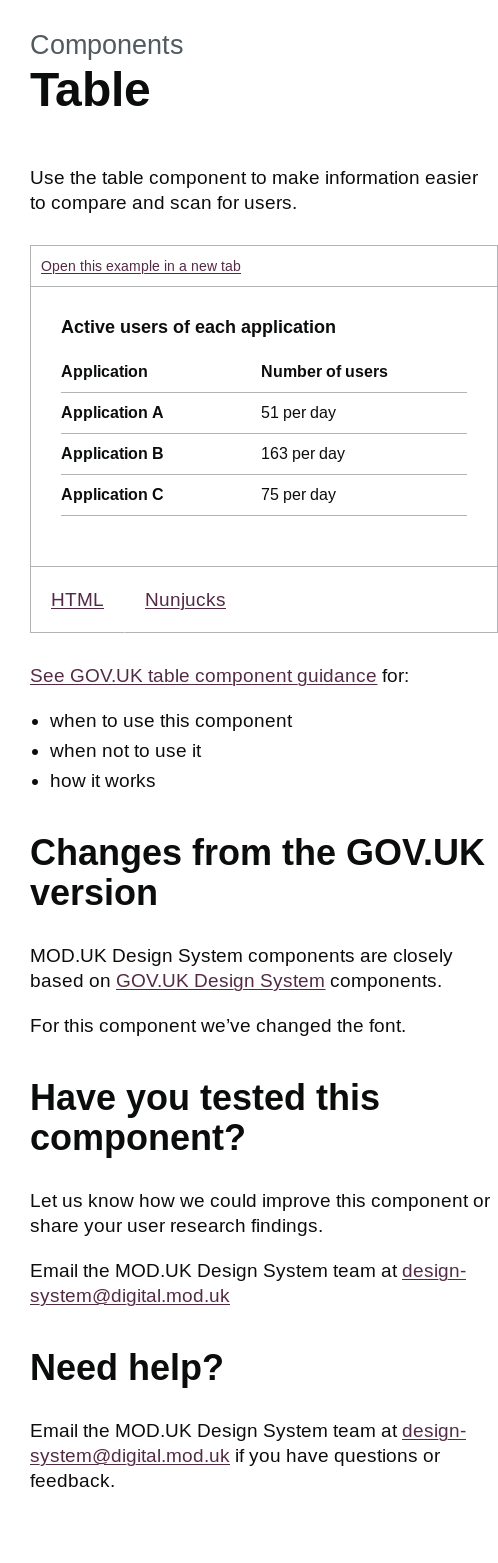 Components
Table
Use the table component to make information easier
to compare and scan for users.
Open this example in a new tab
Active users of each application
Application Number of users
Application A 51 per day
Application B 163 per day
Application C 75 per day
HTML Nunjucks
See GOV.UK table component guidance for:
• when to use this component
• when not to use it
• how it works
Changes from the GOV.UK
version
MOD.UK Design System components are closely
based on GOV.UK Design System components.
For this component we’ve changed the font.
Have you tested this
component?
Let us know how we could improve this component or
share your user research findings.
Email the MOD.UK Design System team at design-
system@digital.mod.uk
Need help?
Email the MOD.UK Design System team at design-
system@digital.mod.uk if you have questions or
feedback.